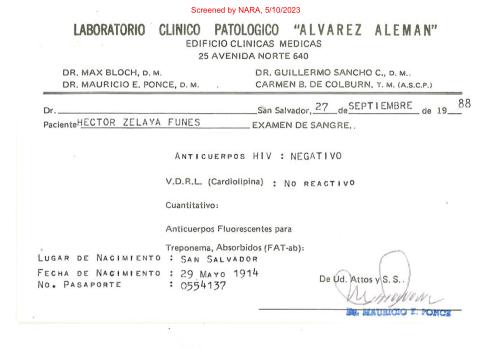 Screened by NARA, 5/10/2023
LABORATORIO CLINICO PATOLOGICO "ALVAREZ ALEMAN"
EDIFICIO CLINICAS MEDICAS
25 AVENIDA NORTE 640
DR. MAX BLOCH, D. M. DR. GUILLERMO SANCHO C., D. M..
DR. MAURICIO E. PONCE, D. M. CARMEN B. DE COLBURN, T. M. (A.S.C.P.)
Dr. San Salvador, 27 de SEPTIEMBRE de 19 88
Paciente HECTOR ZELAYA FUNES EXAMEN DE SANGRE,.
ANTICUERPOS HIV : NEGATIVO
V.D.R.L. (Cardiolipina) : NO REACTIVO
Cuantitativo:
Anticuerpos Fluorescentes para
Treponema, Absorbidos (FAT-ab):
LUGAR DE NACIMIENTO : SAN SALVADOR
FECHA DE NACIMIENTO : 29 MAYO 1914
NO. PASAPORTE : 0554137
De Ud. Attos y S. S..
DR. MAURICIO E. PONCE